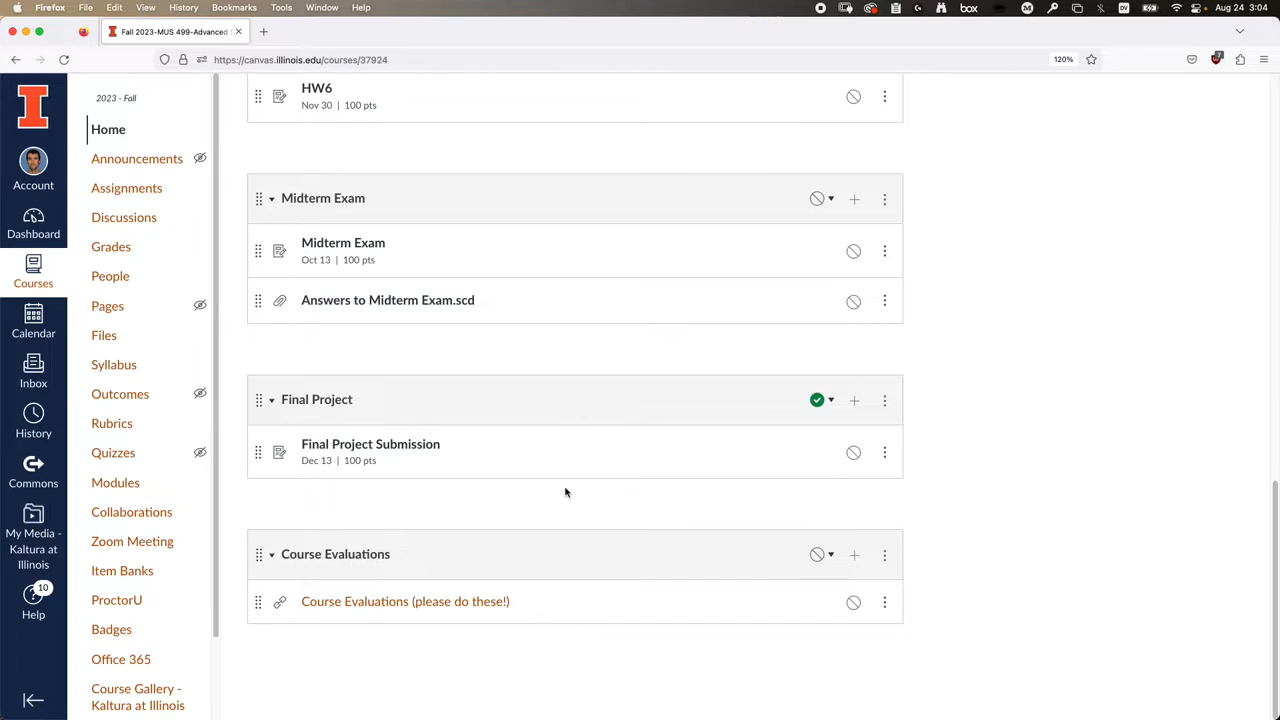 Firefox File Edit View History Bookmarks Tools Window Help
box
Aug 24 3:04
Fall 2023-MUS 499-Advanced
https://canvas.illinois.edu/courses/37924
120%
7
Account
Dashboard
Courses
Calendar
Inbox
History
Commons
My Media -
Kaltura at
Illinois
10
Help
2023 - Fall
Home
Announcements
Assignments
Discussions
Grades
People
Pages
Files
Syllabus
Outcomes
Rubrics
Quizzes
Modules
Collaborations
Zoom Meeting
Item Banks
ProctorU
Badges
Office 365
Course Gallery -
Kaltura at Illinois
HW6
Nov 30 | 100 pts
Midterm Exam
Midterm Exam
Oct 13 | 100 pts
Answers to Midterm Exam.scd
Final Project
Final Project Submission
Dec 13 | 100 pts
Course Evaluations
Course Evaluations (please do these!)